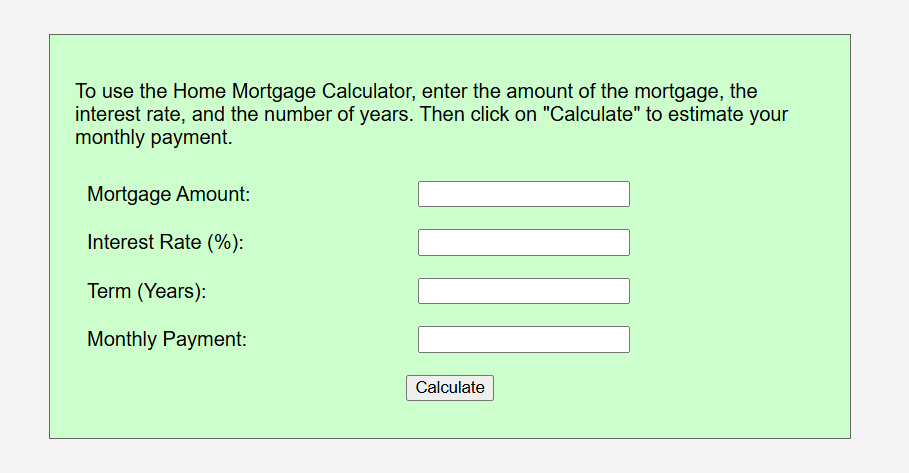 To use the Home Mortgage Calculator, enter the amount of the mortgage, the
interest rate, and the number of years. Then click on "Calculate" to estimate your
monthly payment.
Mortgage Amount:
Interest Rate (%):
Term (Years):
Monthly Payment:
Calculate